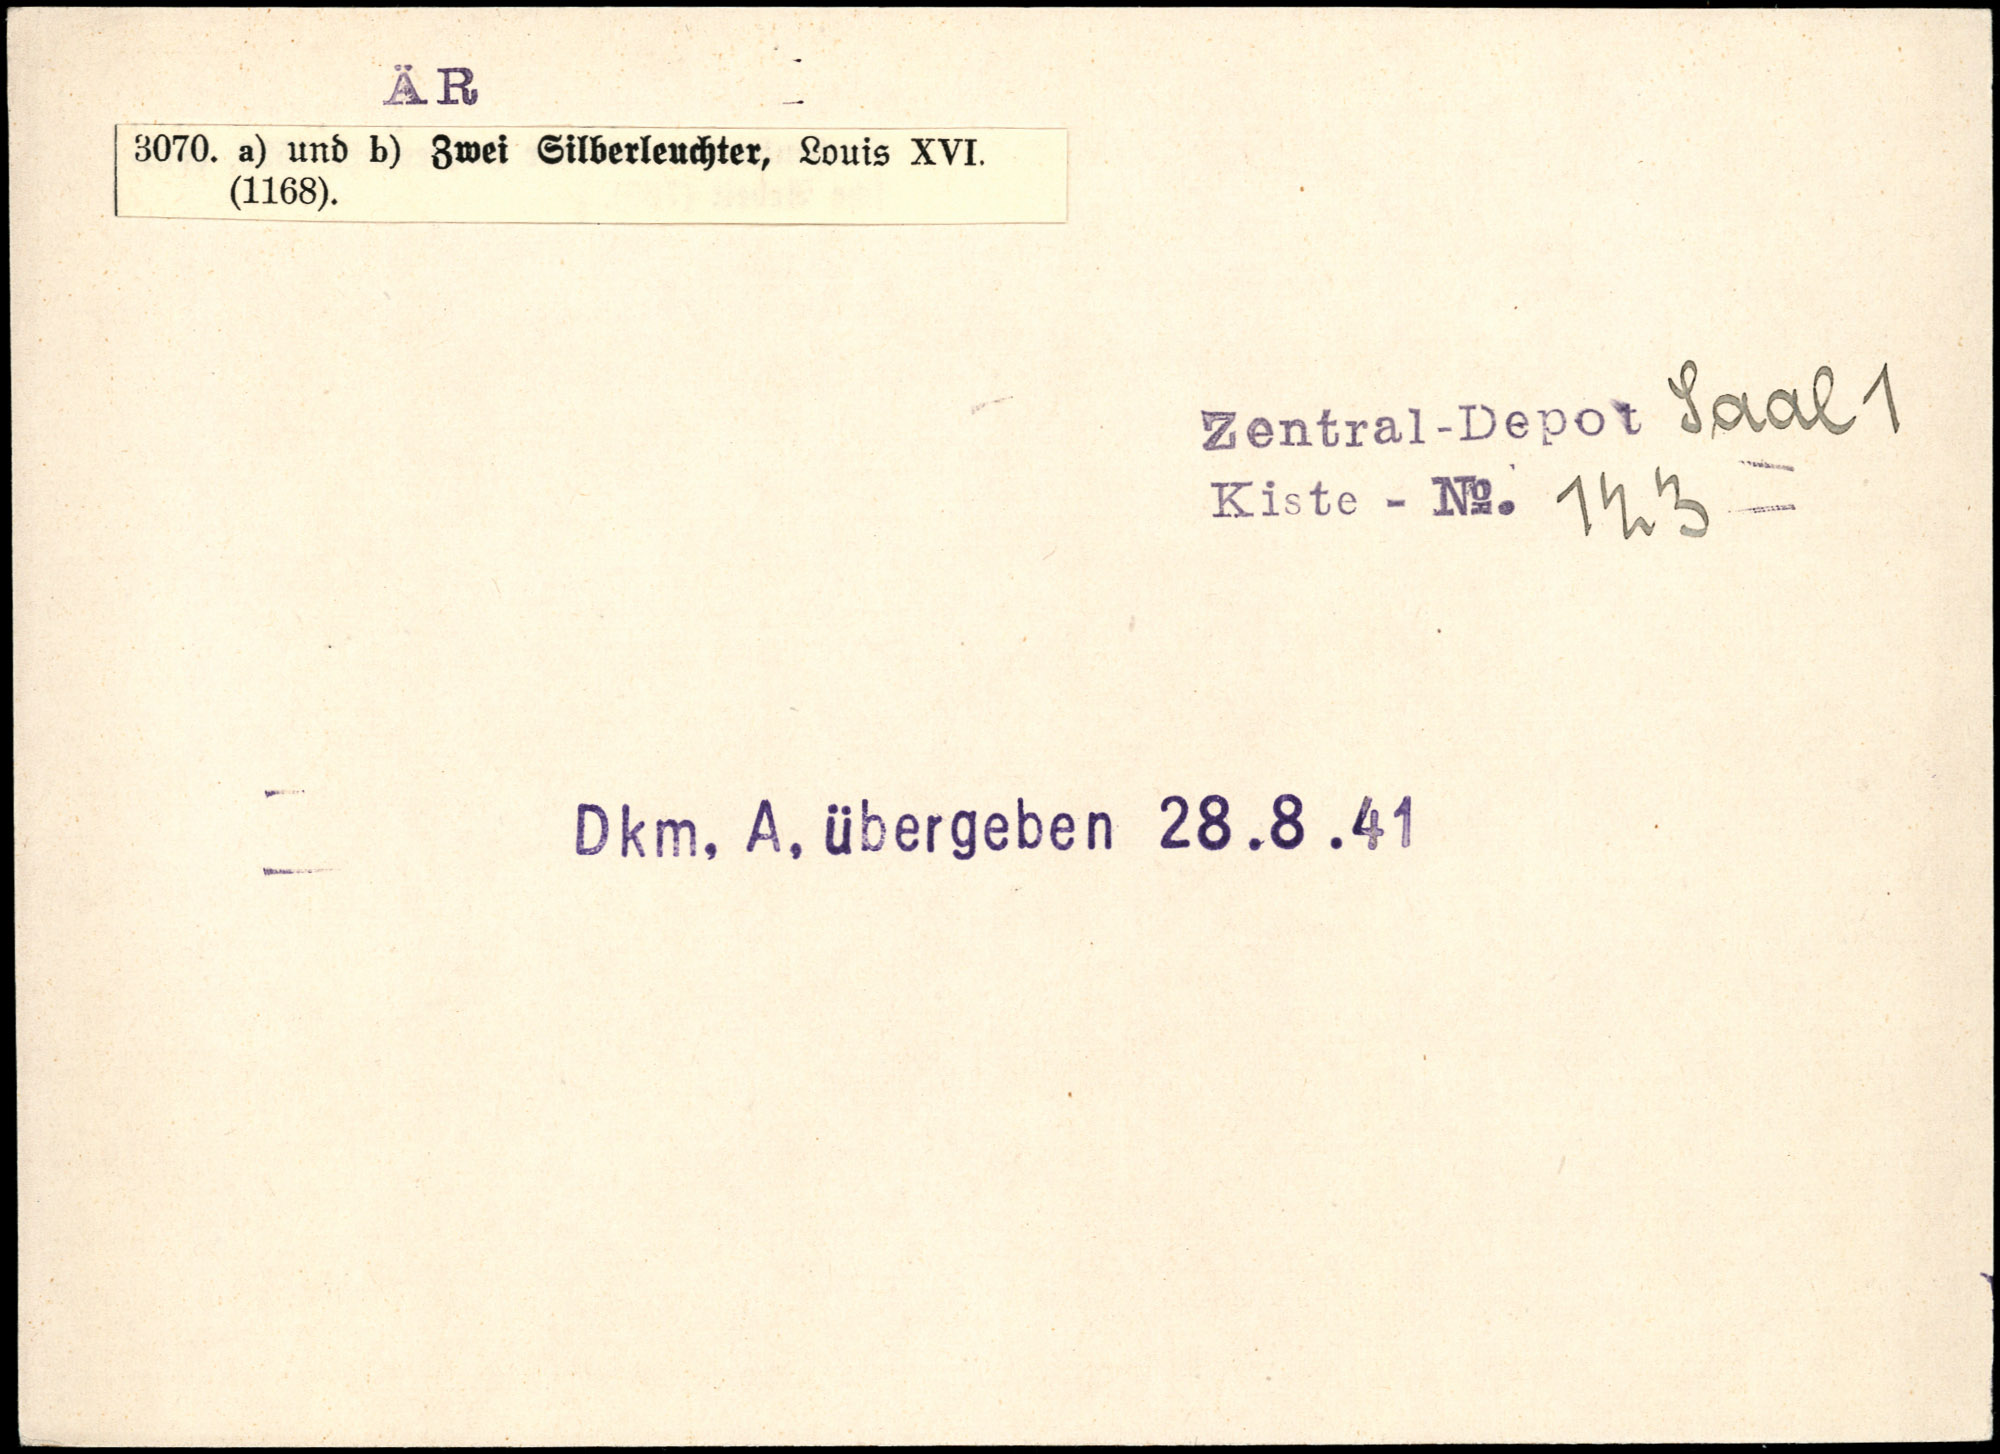 ÄR
3070. a) und b) Zwei Silberleuchter, Louis XVI.
(1168).
Zentral-Depot Saal 1
Kiste - №. 123
Dkm. A. übergeben 28.8.41